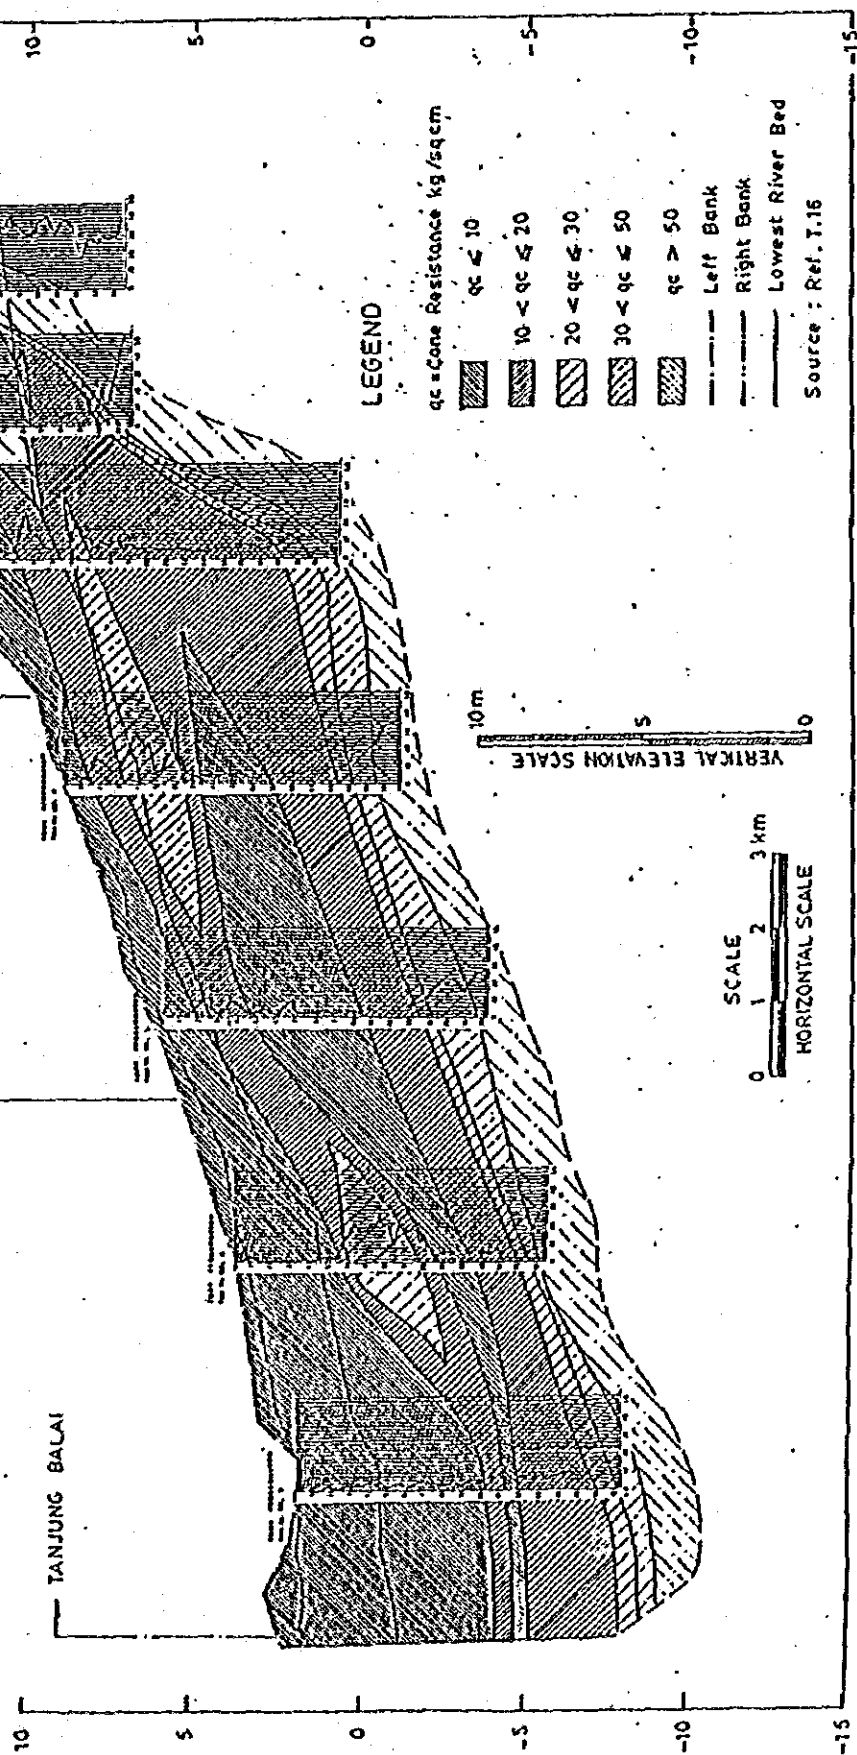 TANJUNG BALAI
10
5
0
-5
-10
-15
10
5
0
-5
-10
-15
LEGEND
qc = Cone Resistance kg/sqcm
qc ≤ 10
10 < qc ≤ 20
20 < qc ≤ 30
30 < qc ≤ 50
qc > 50
Left Bank
Right Bank
Lowest River Bed
Source : Ref. T.16
10m
5
0
VERTICAL ELEVATION SCALE
SCALE
0 1 2 3 km
HORIZONTAL SCALE